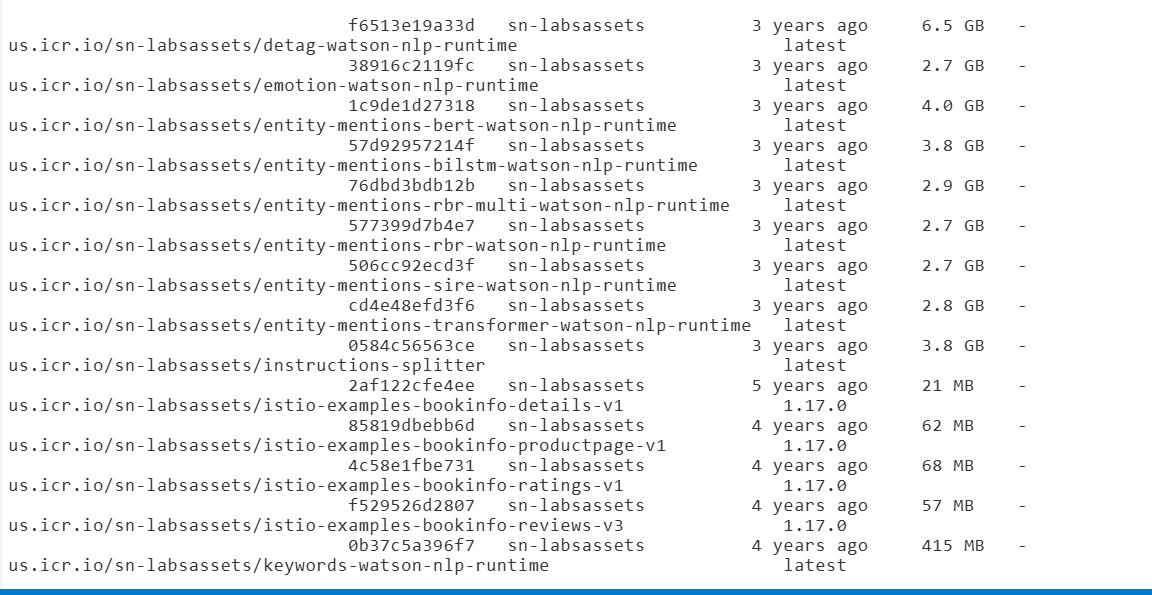 f6513e19a33d sn-labsassets 3 years ago 6.5 GB -
us.icr.io/sn-labsassets/detag-watson-nlp-runtime latest
38916c2119fc sn-labsassets 3 years ago 2.7 GB -
us.icr.io/sn-labsassets/emotion-watson-nlp-runtime latest
1c9de1d27318 sn-labsassets 3 years ago 4.0 GB -
us.icr.io/sn-labsassets/entity-mentions-bert-watson-nlp-runtime latest
57d92957214f sn-labsassets 3 years ago 3.8 GB -
us.icr.io/sn-labsassets/entity-mentions-bilstm-watson-nlp-runtime latest
76dbd3bdb12b sn-labsassets 3 years ago 2.9 GB -
us.icr.io/sn-labsassets/entity-mentions-rbr-multi-watson-nlp-runtime latest
577399d7b4e7 sn-labsassets 3 years ago 2.7 GB -
us.icr.io/sn-labsassets/entity-mentions-rbr-watson-nlp-runtime latest
506cc92ecd3f sn-labsassets 3 years ago 2.7 GB -
us.icr.io/sn-labsassets/entity-mentions-sire-watson-nlp-runtime latest
cd4e48efd3f6 sn-labsassets 3 years ago 2.8 GB -
us.icr.io/sn-labsassets/entity-mentions-transformer-watson-nlp-runtime latest
0584c56563ce sn-labsassets 3 years ago 3.8 GB -
us.icr.io/sn-labsassets/instructions-splitter latest
2af122cfe4ee sn-labsassets 5 years ago 21 MB -
us.icr.io/sn-labsassets/istio-examples-bookinfo-details-v1 1.17.0
85819dbebb6d sn-labsassets 4 years ago 62 MB -
us.icr.io/sn-labsassets/istio-examples-bookinfo-productpage-v1 1.17.0
4c58e1fbe731 sn-labsassets 4 years ago 68 MB -
us.icr.io/sn-labsassets/istio-examples-bookinfo-ratings-v1 1.17.0
f529526d2807 sn-labsassets 4 years ago 57 MB -
us.icr.io/sn-labsassets/istio-examples-bookinfo-reviews-v3 1.17.0
0b37c5a396f7 sn-labsassets 4 years ago 415 MB -
us.icr.io/sn-labsassets/keywords-watson-nlp-runtime latest